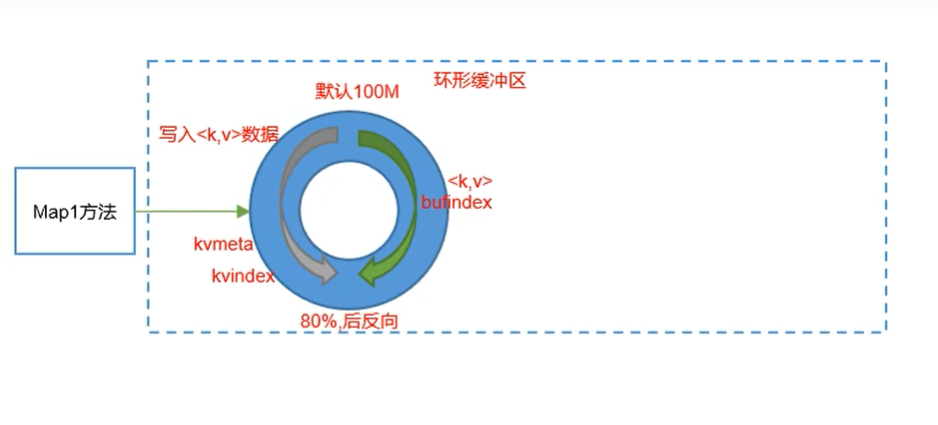 环形缓冲区
默认100M
写入<k,v>数据
<k,v>
bufindex
Map1方法
kvmeta
kvindex
80%,后反向